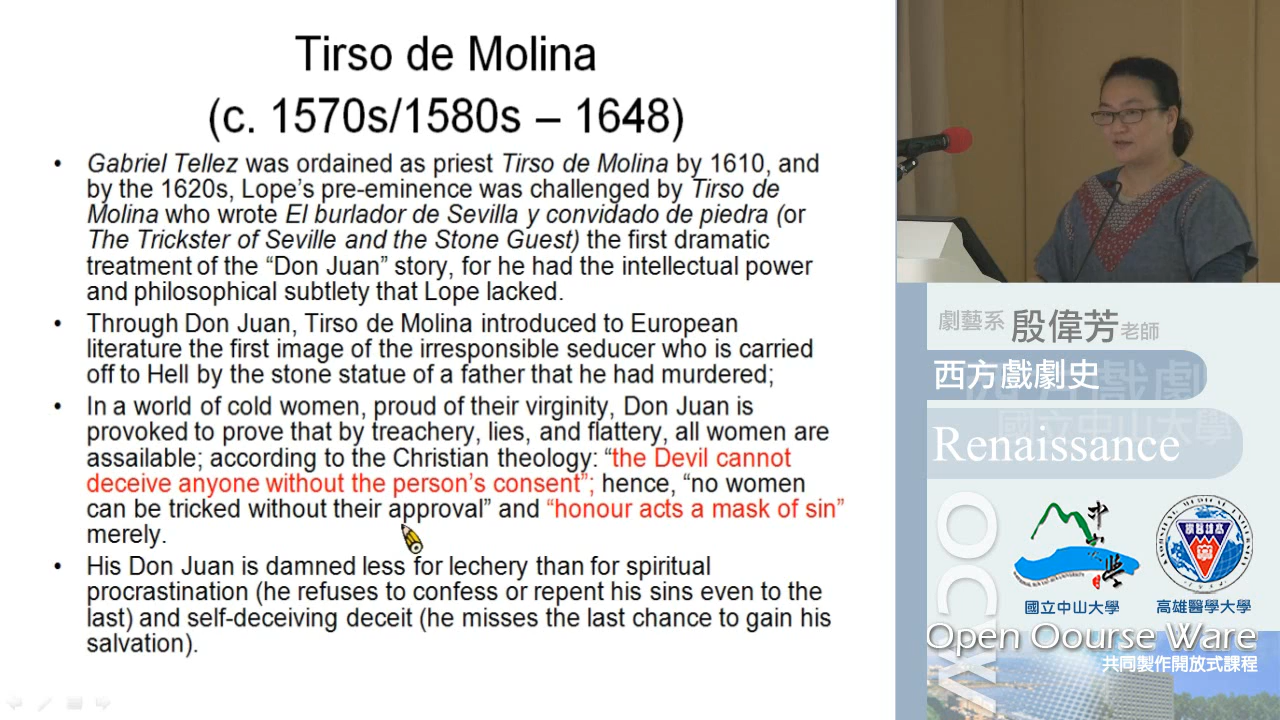 Tirso de Molina
(c. 1570s/1580s – 1648)
• Gabriel Tellez was ordained as priest Tirso de Molina by 1610, and
by the 1620s, Lope’s pre-eminence was challenged by Tirso de
Molina who wrote El burlador de Sevilla y convidado de piedra (or
The Trickster of Seville and the Stone Guest) the first dramatic
treatment of the “Don Juan” story, for he had the intellectual power
and philosophical subtlety that Lope lacked.
• Through Don Juan, Tirso de Molina introduced to European
literature the first image of the irresponsible seducer who is carried
off to Hell by the stone statue of a father that he had murdered;
• In a world of cold women, proud of their virginity, Don Juan is
provoked to prove that by treachery, lies, and flattery, all women are
assailable; according to the Christian theology: “the Devil cannot
deceive anyone without the person’s consent”; hence, “no women
can be tricked without their approval” and “honour acts a mask of sin”
merely.
• His Don Juan is damned less for lechery than for spiritual
procrastination (he refuses to confess or repent his sins even to the
last) and self-deceiving deceit (he misses the last chance to gain his
salvation).
劇藝系 殷偉芳老師
西方戲劇史
國立中山大學
Renaissance
OCW
中山大學
國立中山大學
高雄醫學大學
Open Oourse Ware
共同製作開放式課程